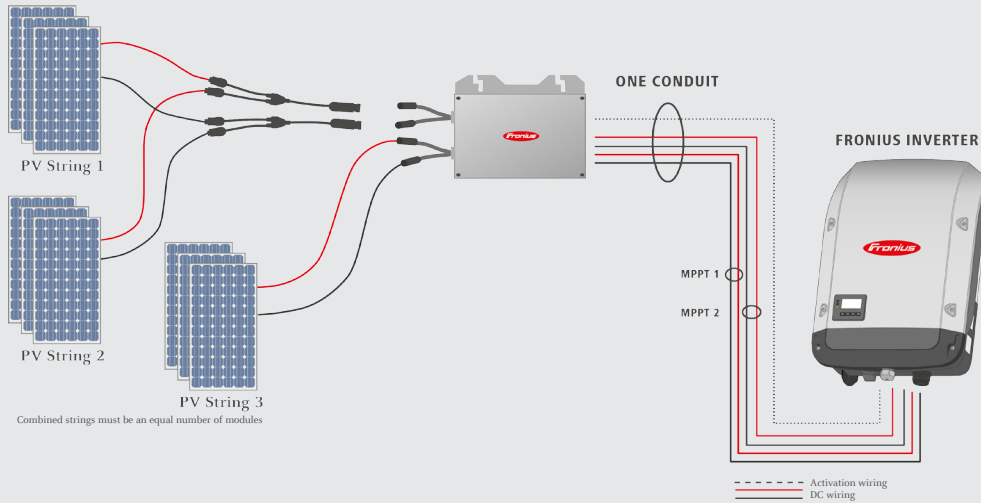 PV String 1
PV String 2
PV String 3
Combined strings must be an equal number of modules
Fronius
ONE CONDUIT
FRONIUS INVERTER
Fronius
MPPT 1
MPPT 2
Activation wiring
DC wiring